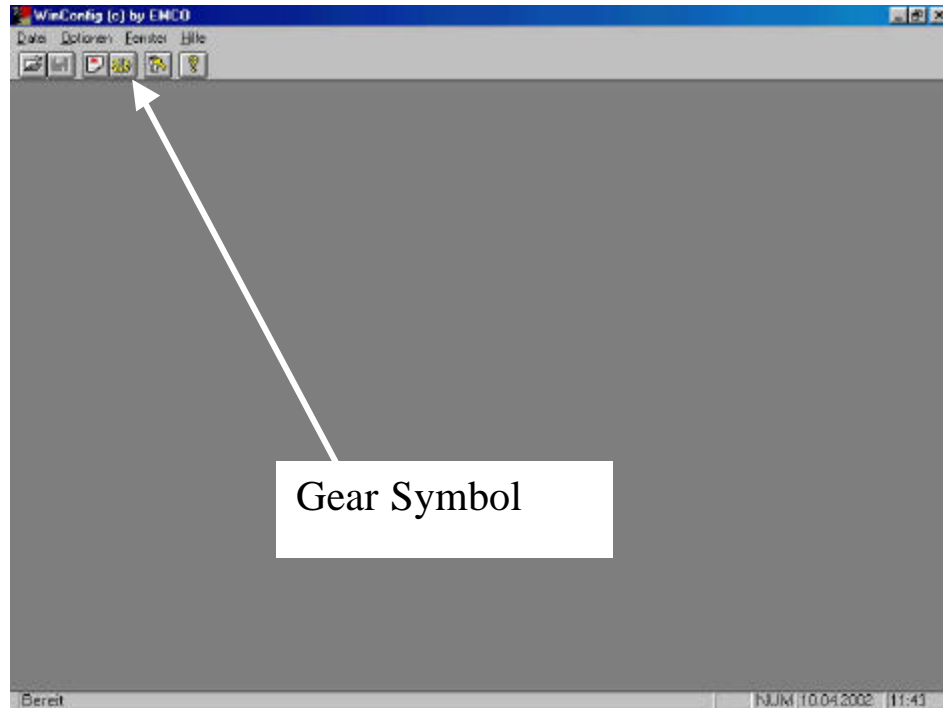 WinConfig (c) by EMCO
Datei Optionen Fenster Hilfe
Gear Symbol
Bereit NUM 10.04.2002 11:43